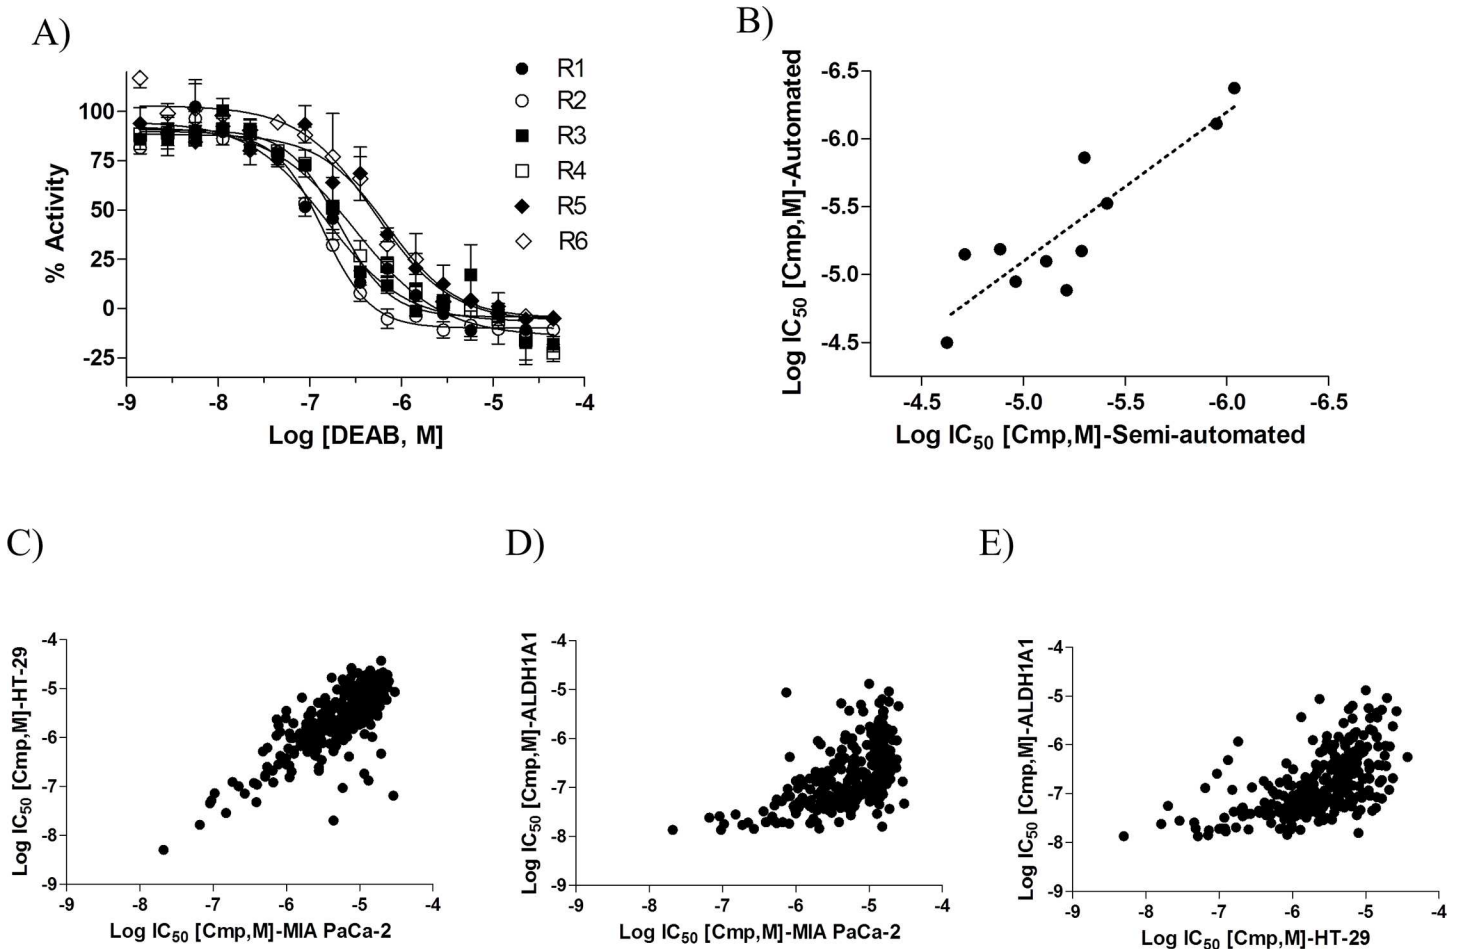 A)
100
75
50
25
0
-25
-9
-8
-7
-6
-5
-4
% Activity
Log [DEAB, M]
R1
R2
R3
R4
R5
R6
B)
-6.5
-6.0
-5.5
-5.0
-4.5
-4.5
-5.0
-5.5
-6.0
-6.5
Log IC50 [Cmp,M]-Automated
Log IC50 [Cmp,M]-Semi-automated
C)
-4
-5
-6
-7
-8
-9
-9
-8
-7
-6
-5
-4
Log IC50 [Cmp,M]-HT-29
Log IC50 [Cmp,M]-MIA PaCa-2
D)
-4
-5
-6
-7
-8
-9
-9
-8
-7
-6
-5
-4
Log IC50 [Cmp,M]-ALDH1A1
Log IC50 [Cmp,M]-MIA PaCa-2
E)
-4
-5
-6
-7
-8
-9
-9
-8
-7
-6
-5
-4
Log IC50 [Cmp,M]-ALDH1A1
Log IC50 [Cmp,M]-HT-29